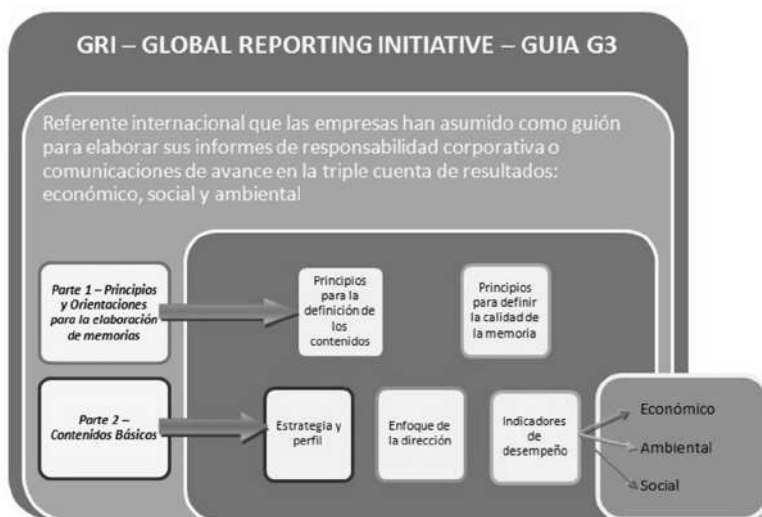 GRI – GLOBAL REPORTING INITIATIVE – GUIA G3
Referente internacional que las empresas han asumido como guión
para elaborar sus informes de responsabilidad corporativa o
comunicaciones de avance en la triple cuenta de resultados:
económico, social y ambiental
Parte 1 – Principios
y Orientaciones
para la elaboración
de memorias
Principios
para la
definición de
los
contenidos
Principios
para definir
la calidad de
la memoria
Parte 2 –
Contenidos Básicos
Estrategia y
perfil
Enfoque de
la dirección
Indicadores
de
desempeño
Económico
Ambiental
Social